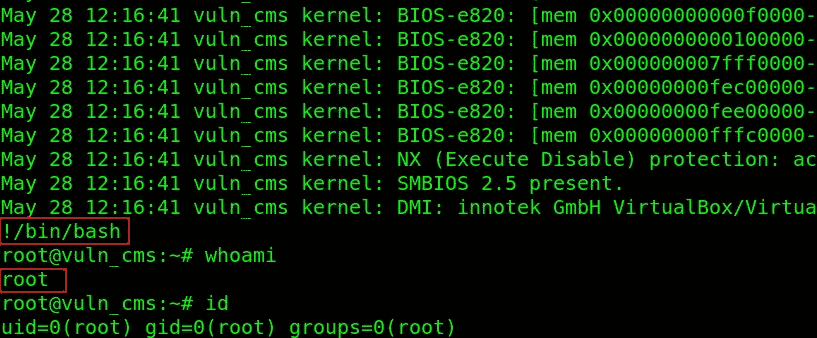 May 28 12:16:41 vuln_cms kernel: BIOS-e820: [mem 0x00000000000f0000-
May 28 12:16:41 vuln_cms kernel: BIOS-e820: [mem 0x0000000000100000-
May 28 12:16:41 vuln_cms kernel: BIOS-e820: [mem 0x000000007fff0000-
May 28 12:16:41 vuln_cms kernel: BIOS-e820: [mem 0x00000000fec00000-
May 28 12:16:41 vuln_cms kernel: BIOS-e820: [mem 0x00000000fee00000-
May 28 12:16:41 vuln_cms kernel: BIOS-e820: [mem 0x00000000fffc0000-
May 28 12:16:41 vuln_cms kernel: NX (Execute Disable) protection: ac
May 28 12:16:41 vuln_cms kernel: SMBIOS 2.5 present.
May 28 12:16:41 vuln_cms kernel: DMI: innotek GmbH VirtualBox/Virtua
!/bin/bash
root@vuln_cms:~# whoami
root
root@vuln_cms:~# id
uid=0(root) gid=0(root) groups=0(root)